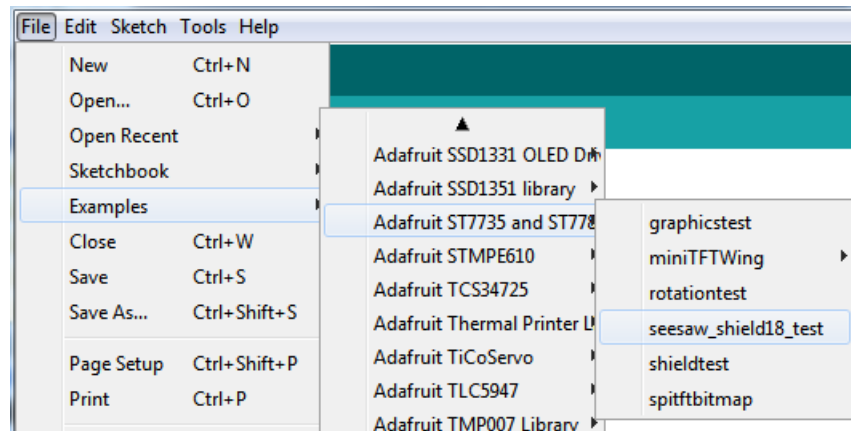 File Edit Sketch Tools Help
New Ctrl+N
Open... Ctrl+O
Open Recent
Sketchbook
Examples
Close Ctrl+W
Save Ctrl+S
Save As... Ctrl+Shift+S
Page Setup Ctrl+Shift+P
Print Ctrl+P
Adafruit SSD1331 OLED
Adafruit SSD1351 library
Adafruit ST7735 and ST778
Adafruit STMPE610
Adafruit TCS34725
Adafruit Thermal Printer L
Adafruit TiCoServo
Adafruit TLC5947
Adafruit TMP007 Library
graphicstest
miniTFTWing
rotationtest
seesaw_shield18_test
shieldtest
spitftbitmap